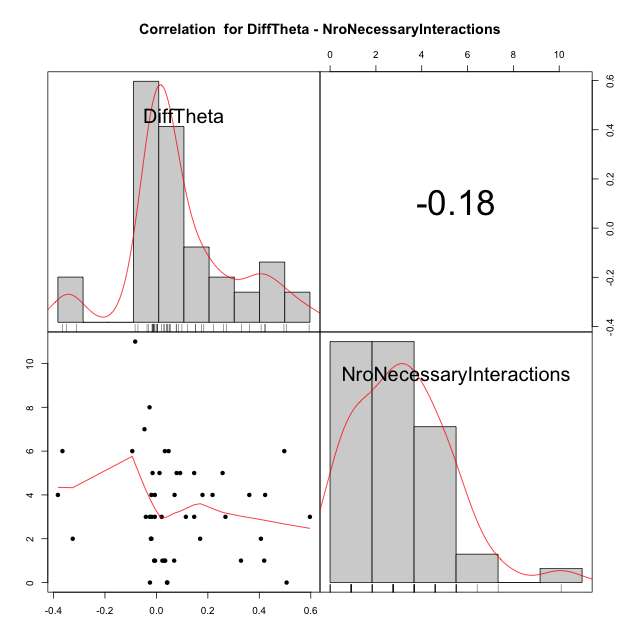 Correlation  for DiffTheta - NroNecessaryInteractions
0 2 4 6 8 10
DiffTheta
-0.18
0.6
0.4
0.2
0.0
-0.2
-0.4
10
8
6
4
2
0
NroNecessaryInteractions
-0.4 -0.2 0.0 0.2 0.4 0.6